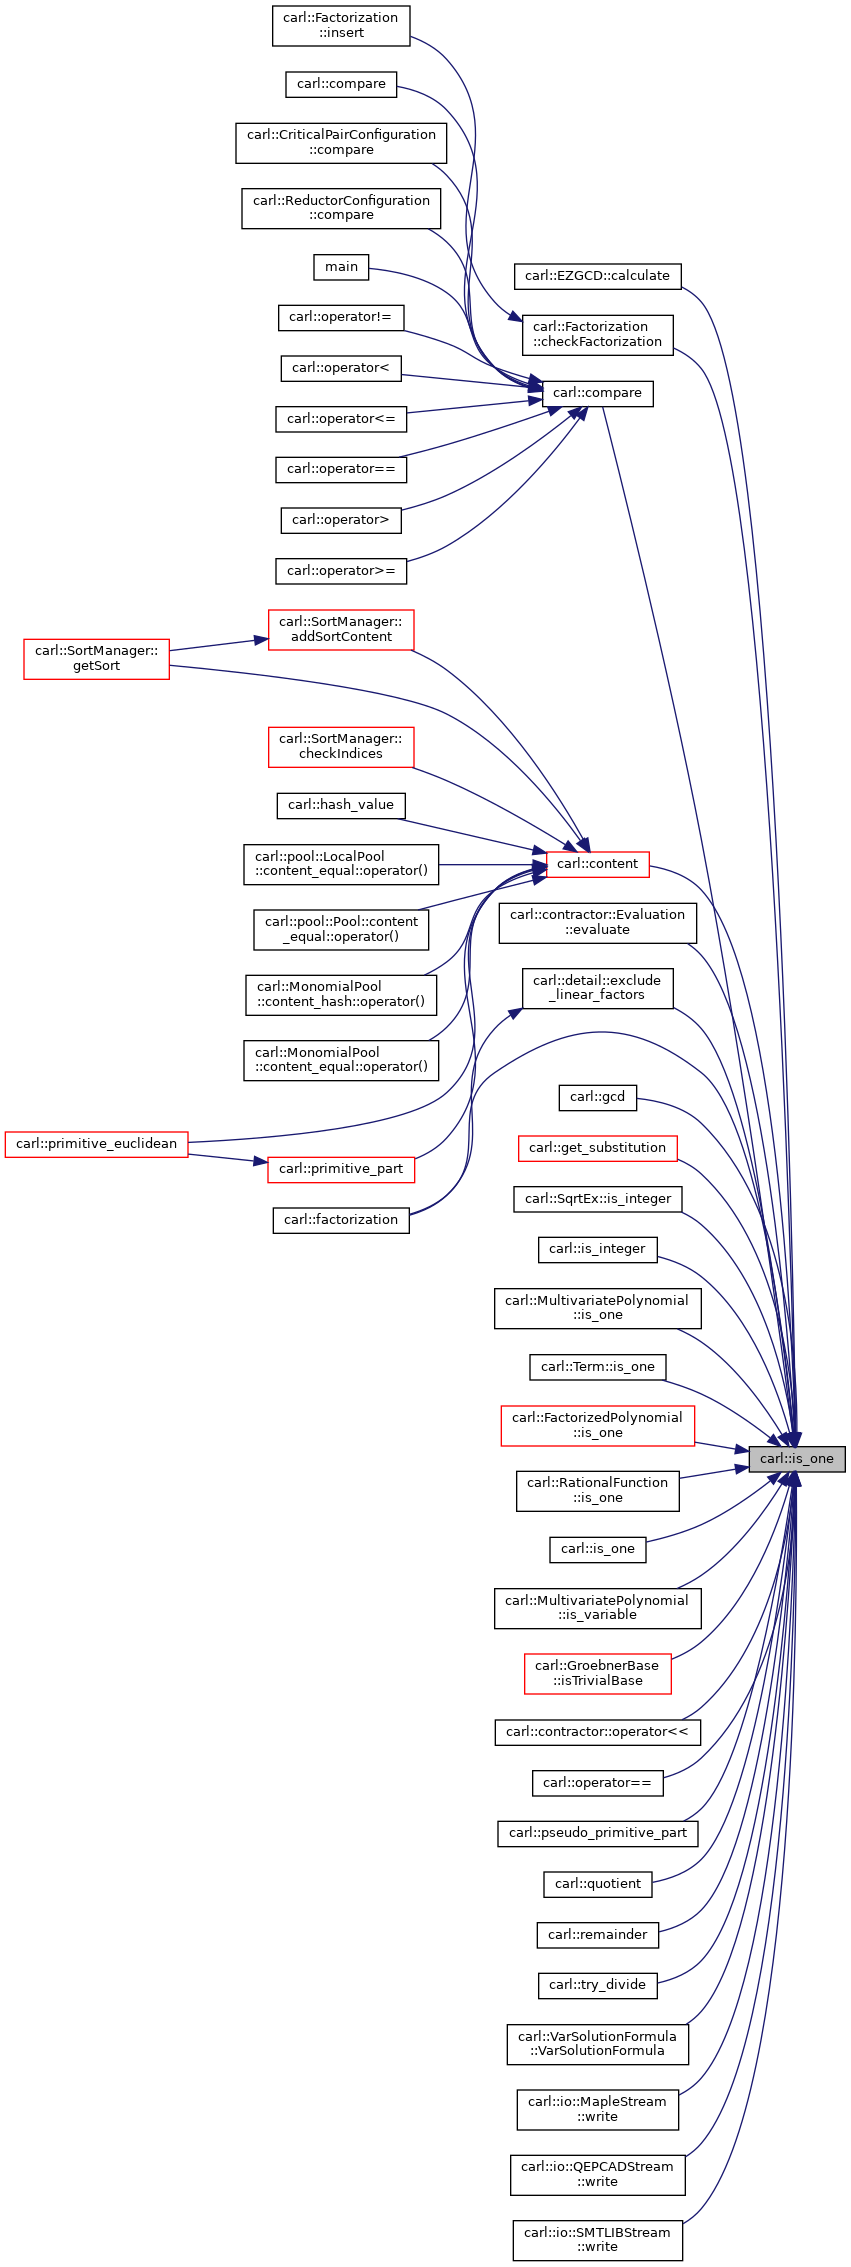 carl::Factorization
::insert
carl::compare
carl::CriticalPairConfiguration
::compare
carl::ReductorConfiguration
::compare
main
carl::operator!=
carl::operator<
carl::operator<=
carl::operator==
carl::operator>
carl::operator>=
carl::EZGCD::calculate
carl::Factorization
::checkFactorization
carl::compare
carl::SortManager::
addSortContent
carl::SortManager::
getSort
carl::SortManager::
checkIndices
carl::hash_value
carl::pool::LocalPool
::content_equal::operator()
carl::pool::Pool::content
_equal::operator()
carl::MonomialPool
::content_hash::operator()
carl::MonomialPool
::content_equal::operator()
carl::primitive_euclidean
carl::primitive_part
carl::factorization
carl::content
carl::contractor::Evaluation
::evaluate
carl::detail::exclude
_linear_factors
carl::gcd
carl::get_substitution
carl::SqrtEx::is_integer
carl::is_integer
carl::MultivariatePolynomial
::is_one
carl::Term::is_one
carl::FactorizedPolynomial
::is_one
carl::is_one
carl::RationalFunction
::is_one
carl::is_one
carl::MultivariatePolynomial
::is_variable
carl::GroebnerBase
::isTrivialBase
carl::contractor::operator<<
carl::operator==
carl::pseudo_primitive_part
carl::quotient
carl::remainder
carl::try_divide
carl::VarSolutionFormula
::VarSolutionFormula
carl::io::MapleStream
::write
carl::io::QEPCADStream
::write
carl::io::SMTLIBStream
::write